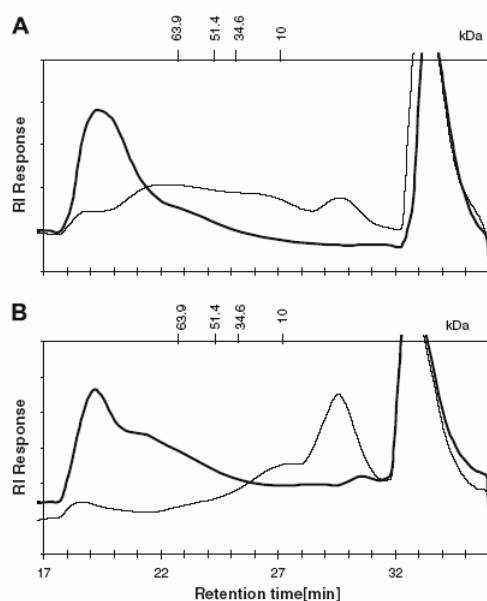 A
63.9
51.4
34.6
10
kDa
RI Response
B
63.9
51.4
34.6
10
kDa
RI Response
17
22
27
32
Retention time[min]